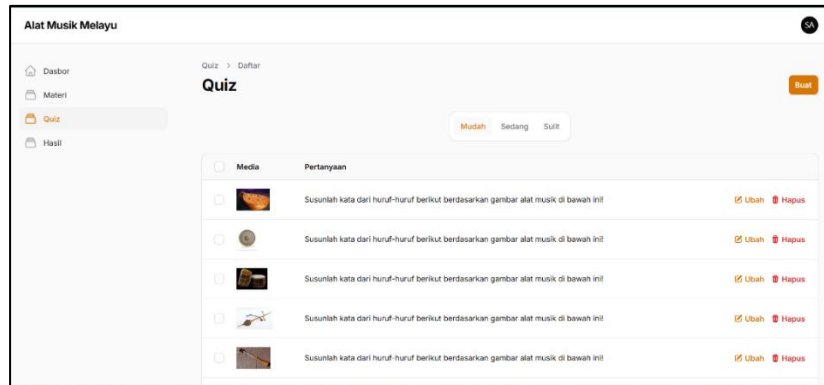 Alat Musik Melayu
SA
Dasbor
Materi
Quiz
Hasil
Quiz > Daftar
Quiz
Buat
Mudah Sedang Sulit
Media Pertanyaan
Susunlah kata dari huruf-huruf berikut berdasarkan gambar alat musik di bawah ini! Ubah Hapus
Susunlah kata dari huruf-huruf berikut berdasarkan gambar alat musik di bawah ini! Ubah Hapus
Susunlah kata dari huruf-huruf berikut berdasarkan gambar alat musik di bawah ini! Ubah Hapus
Susunlah kata dari huruf-huruf berikut berdasarkan gambar alat musik di bawah ini! Ubah Hapus
Susunlah kata dari huruf-huruf berikut berdasarkan gambar alat musik di bawah ini! Ubah Hapus